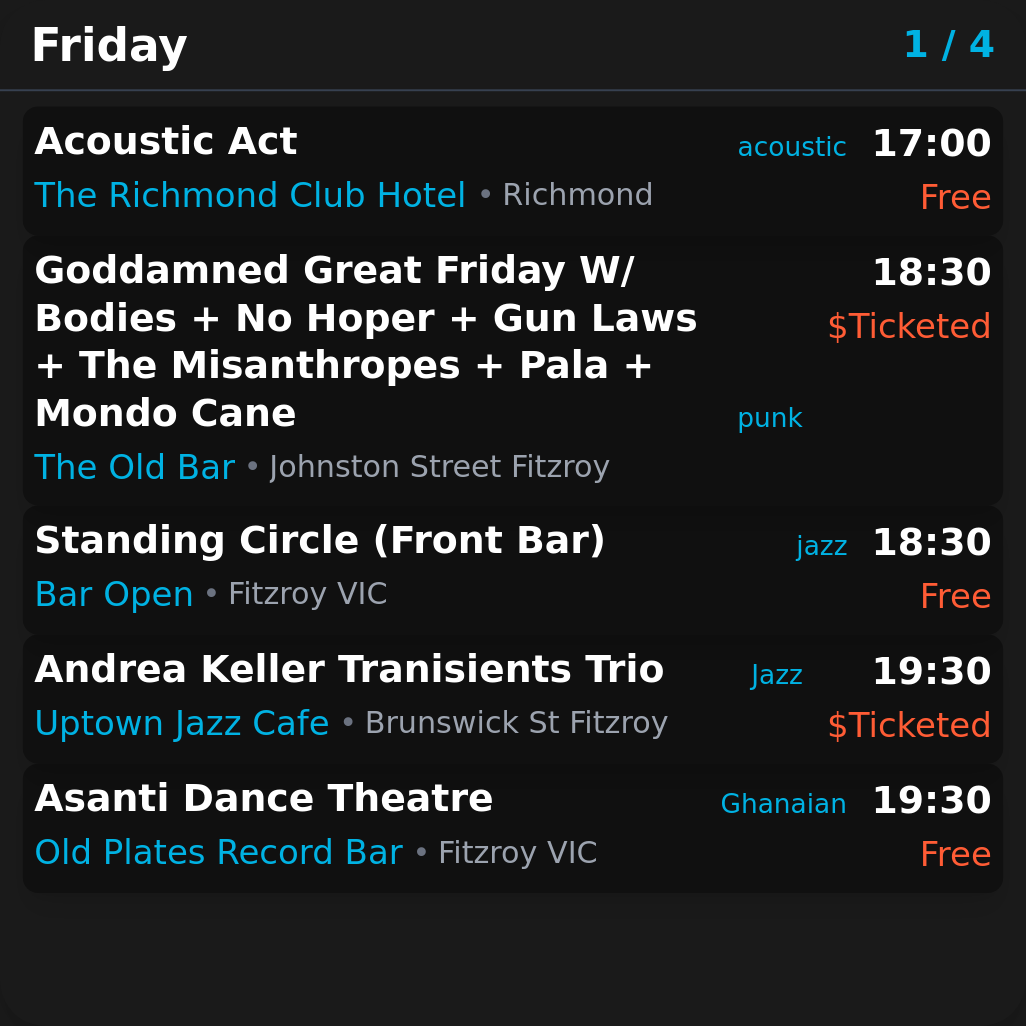 Friday 1 / 4
Acoustic Act acoustic 17:00
The Richmond Club Hotel • Richmond Free
Goddamned Great Friday W/ 18:30
Bodies + No Hoper + Gun Laws $Ticketed
+ The Misanthropes + Pala +
Mondo Cane punk
The Old Bar • Johnston Street Fitzroy
Standing Circle (Front Bar) jazz 18:30
Bar Open • Fitzroy VIC Free
Andrea Keller Tranisients Trio Jazz 19:30
Uptown Jazz Cafe • Brunswick St Fitzroy $Ticketed
Asanti Dance Theatre Ghanaian 19:30
Old Plates Record Bar • Fitzroy VIC Free